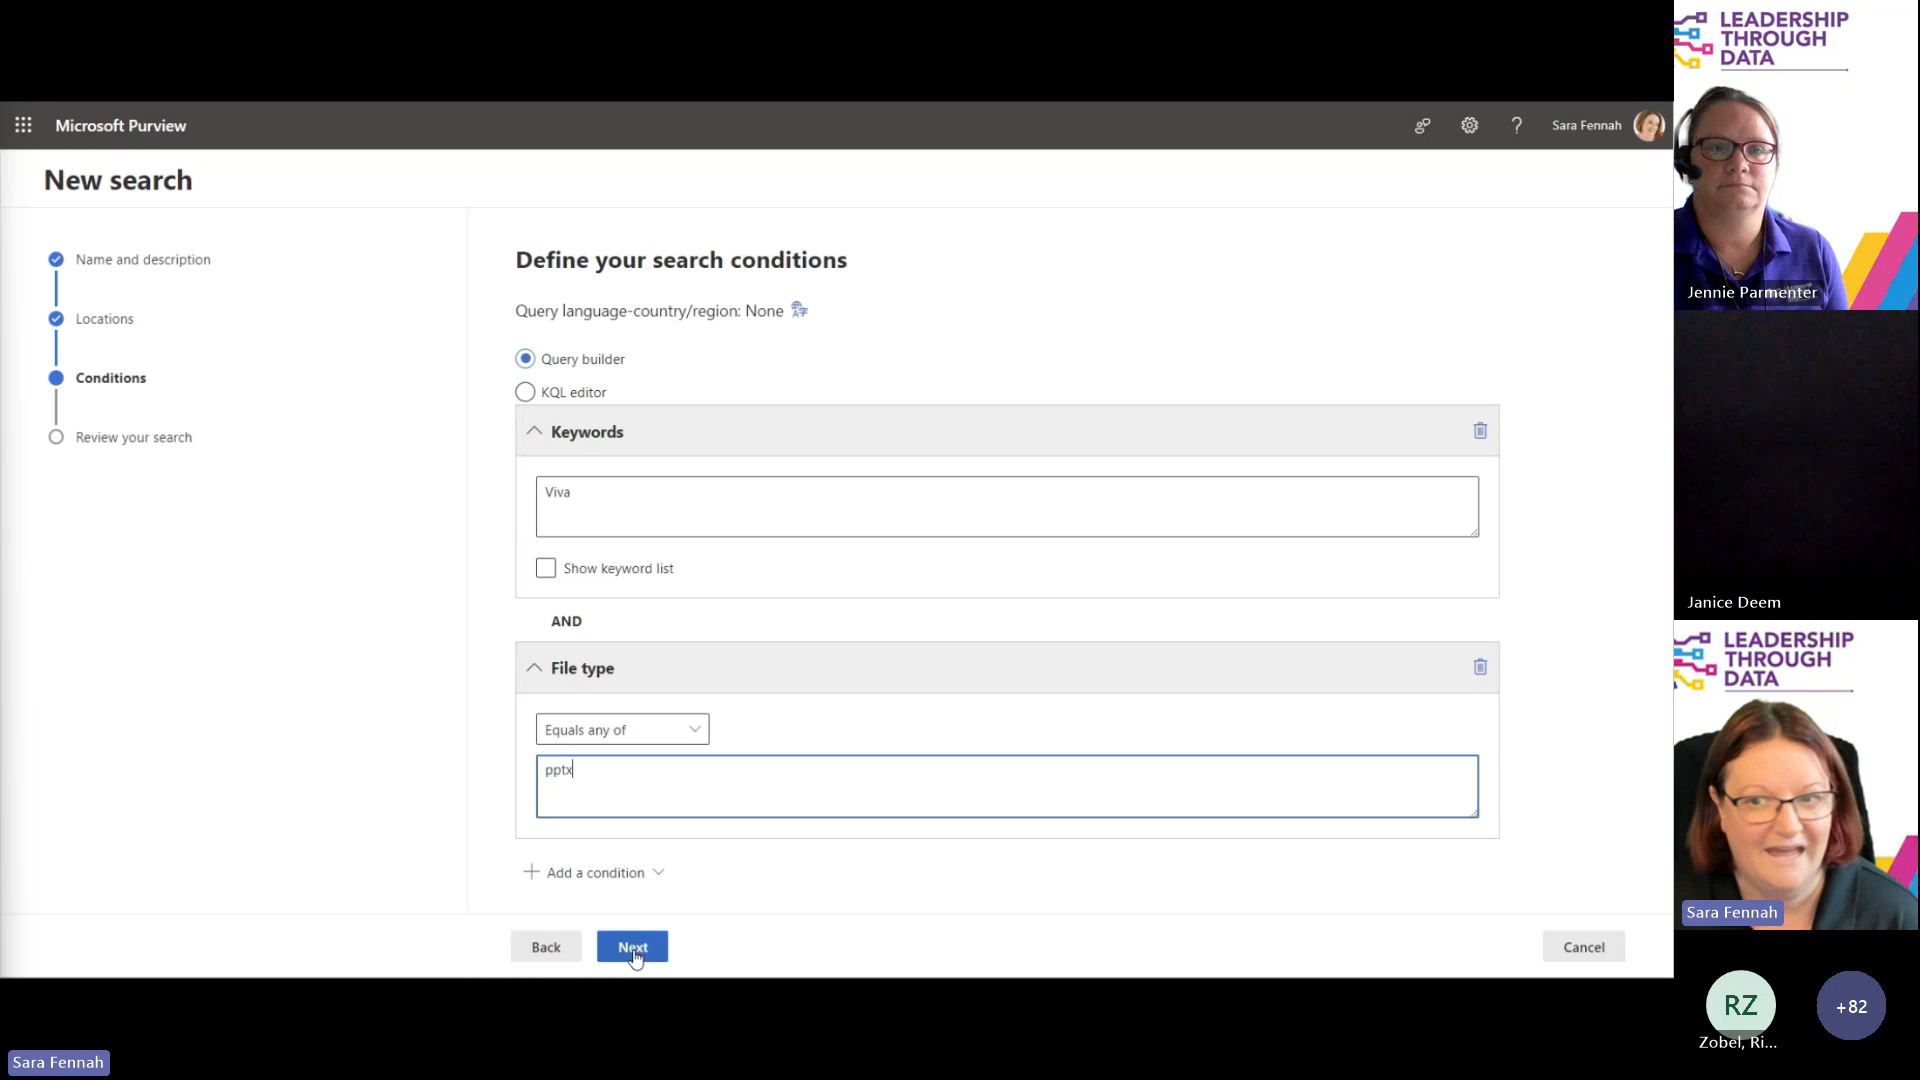 Microsoft Purview
?
Sara Fennah
New search
Name and description
Locations
Conditions
Review your search
Define your search conditions
Query language-country/region: None
Query builder
KQL editor
Keywords
Viva
Show keyword list
AND
File type
Equals any of
pptx
Add a condition
Back
Next
Cancel
LEADERSHIP
THROUGH
DATA
Jennie Parmenter
Janice Deem
LEADERSHIP
THROUGH
DATA
Sara Fennah
RZ
+82
Zobel, Ri...
Sara Fennah